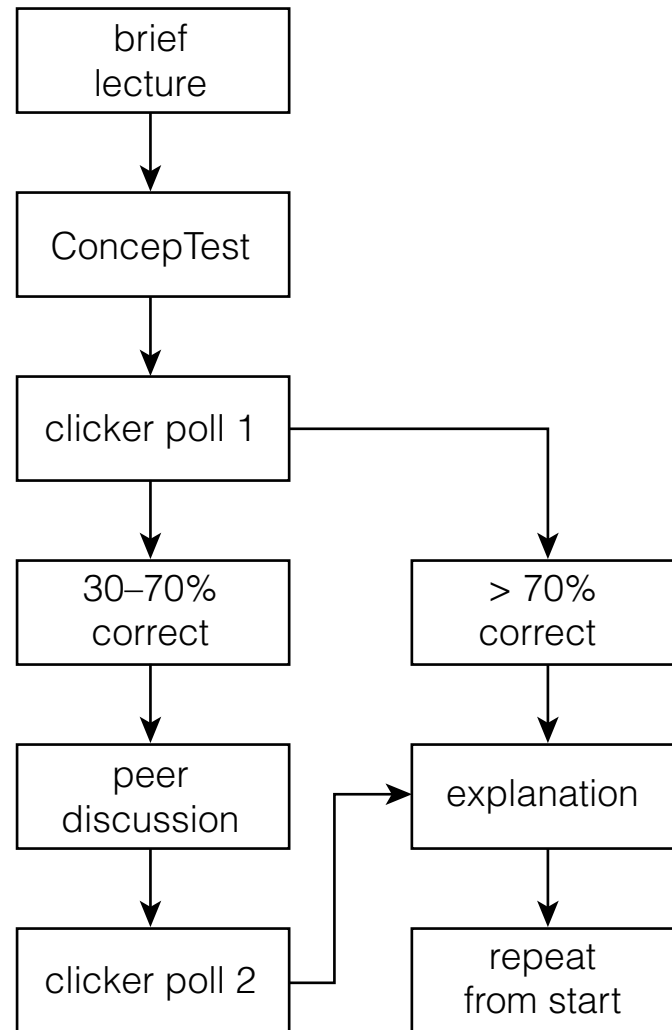 brief
lecture
ConcepTest
clicker poll 1
30–70%
correct
> 70%
correct
peer
discussion
explanation
clicker poll 2
repeat
from start